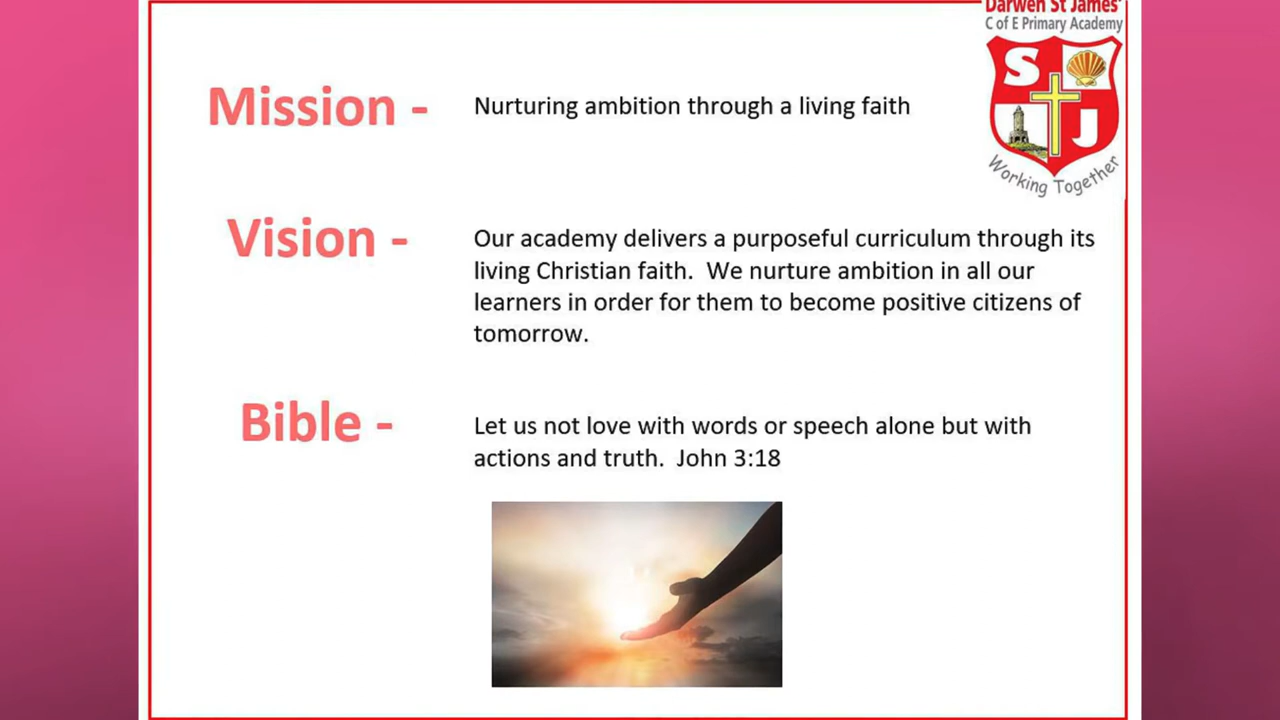 Darwen St James'
C of E Primary Academy
S
J
Working Together
Mission -
Nurturing ambition through a living faith
Vision -
Our academy delivers a purposeful curriculum through its
living Christian faith.  We nurture ambition in all our
learners in order for them to become positive citizens of
tomorrow.
Bible -
Let us not love with words or speech alone but with
actions and truth.  John 3:18